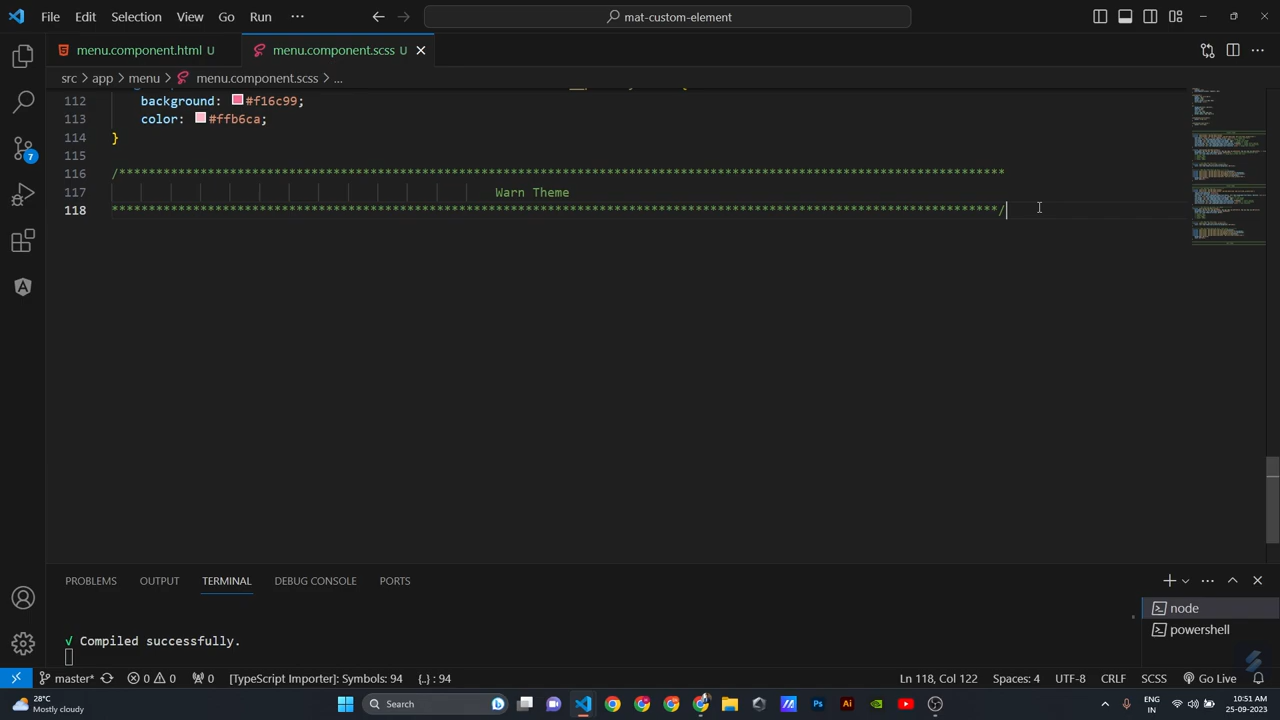 File Edit Selection View Go Run ··· mat-custom-element
menu.component.html U menu.component.scss U
src > app > menu > menu.component.scss > ...
112 background: #f16c99;
113 color: #ffb6ca;
114 }
115
116 /************************************************************************************************************************
117 Warn Theme
118 ************************************************************************************************************************/
PROBLEMS OUTPUT TERMINAL DEBUG CONSOLE PORTS
node
powershell
√ Compiled successfully.
7
master* 0 0 0 [TypeScript Importer]: Symbols: 94 {..} : 94 Ln 118, Col 122 Spaces: 4 UTF-8 CRLF SCSS Go Live
28°C
Mostly cloudy
Search
Ps Ai
ENG
IN
10:51 AM
25-09-2023